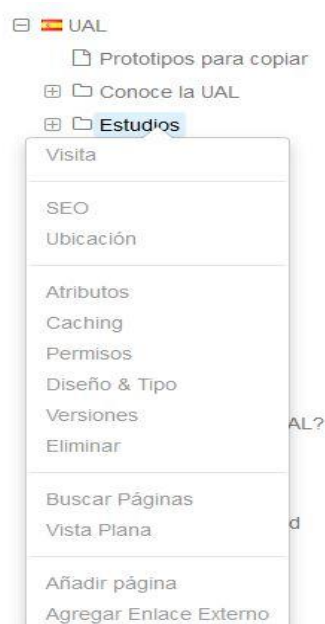 UAL
Prototipos para copiar
Conoce la UAL
Estudios
Visita
SEO
Ubicación
Atributos
Caching
Permisos
Diseño & Tipo
Versiones
AL?
Eliminar
Buscar Páginas
Vista Plana
d
Añadir página
Agregar Enlace Externo